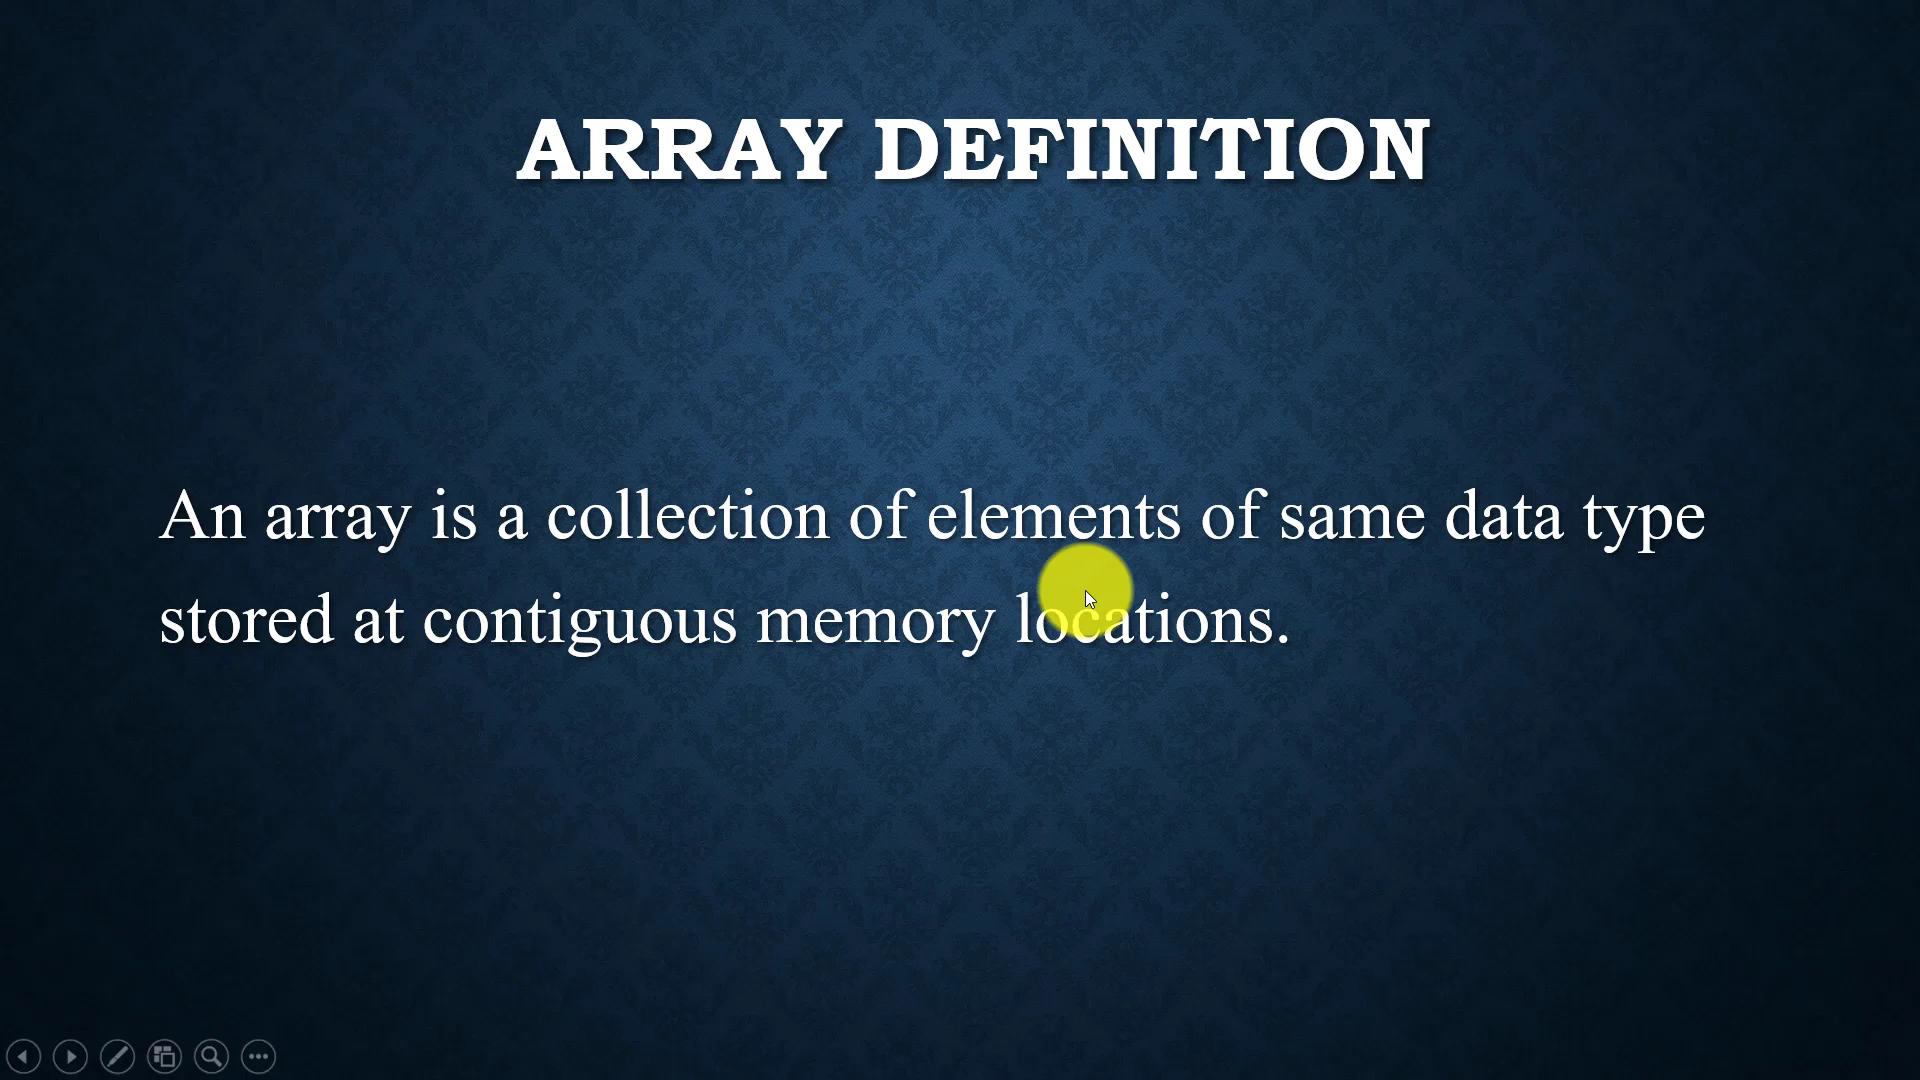 ARRAY DEFINITION
An array is a collection of elements of same data type
stored at contiguous memory locations.